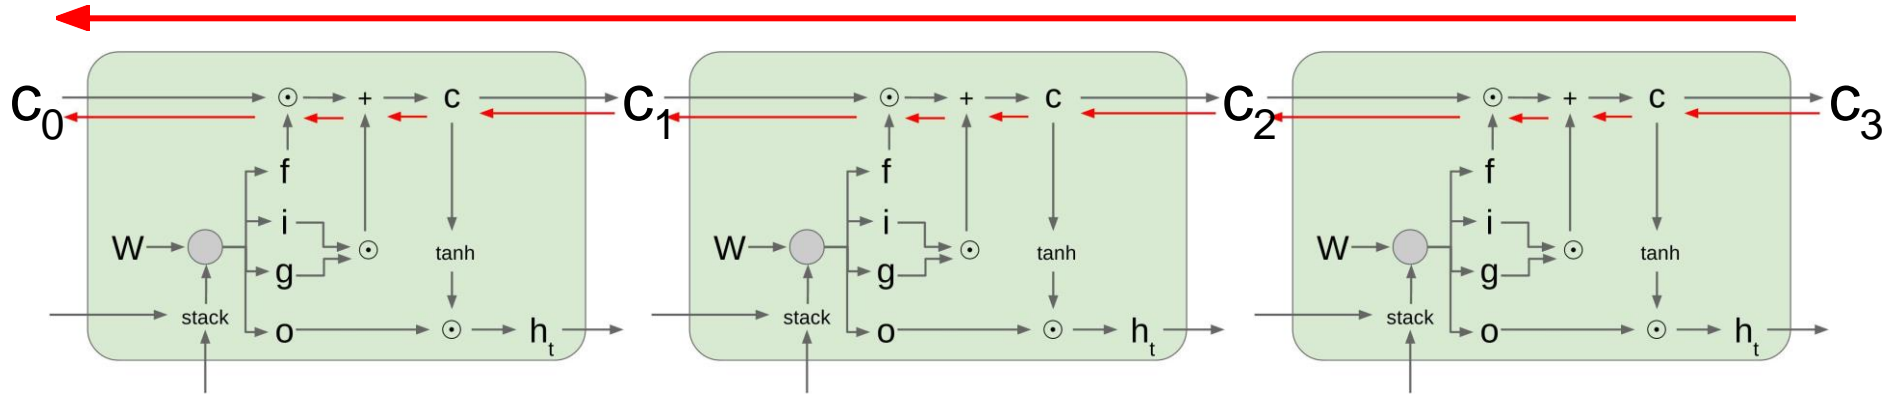 c₀ ⊙ + c c₁ ⊙ + c c₂ ⊙ + c c₃
f f f
i i i
W ⊙ tanh W ⊙ tanh W ⊙ tanh
g g g
stack stack stack
o ⊙ hₜ o ⊙ hₜ o ⊙ hₜ